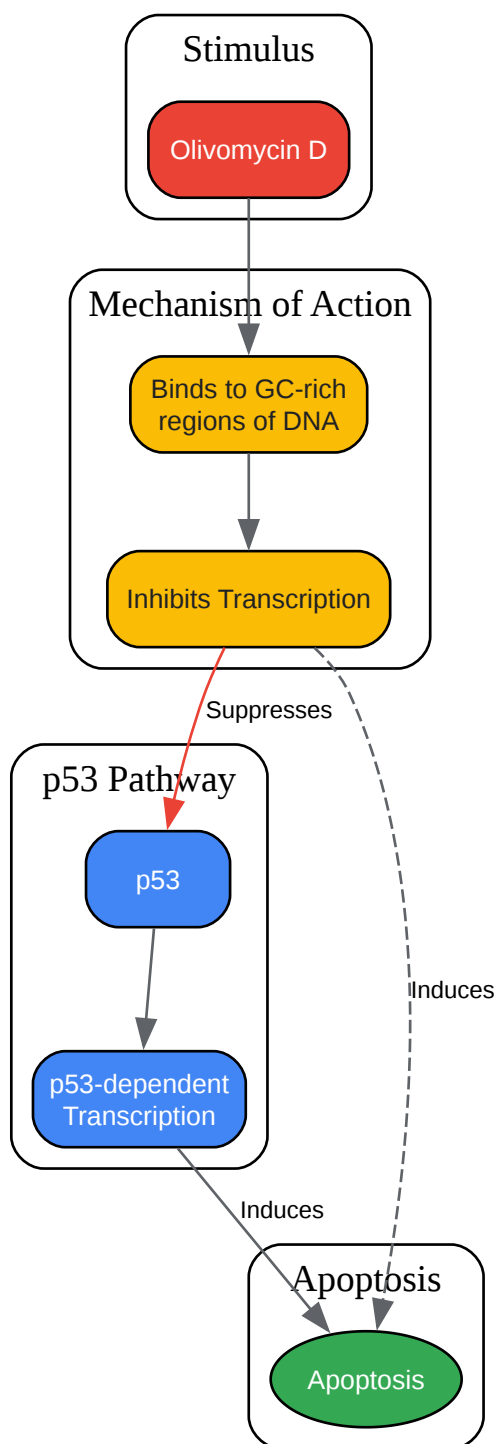 Stimulus
Olivomycin D
Mechanism of Action
Binds to GC-rich
regions of DNA
Inhibits Transcription
Suppresses
p53 Pathway
p53
Induces
p53-dependent
Transcription
Induces
Apoptosis
Apoptosis